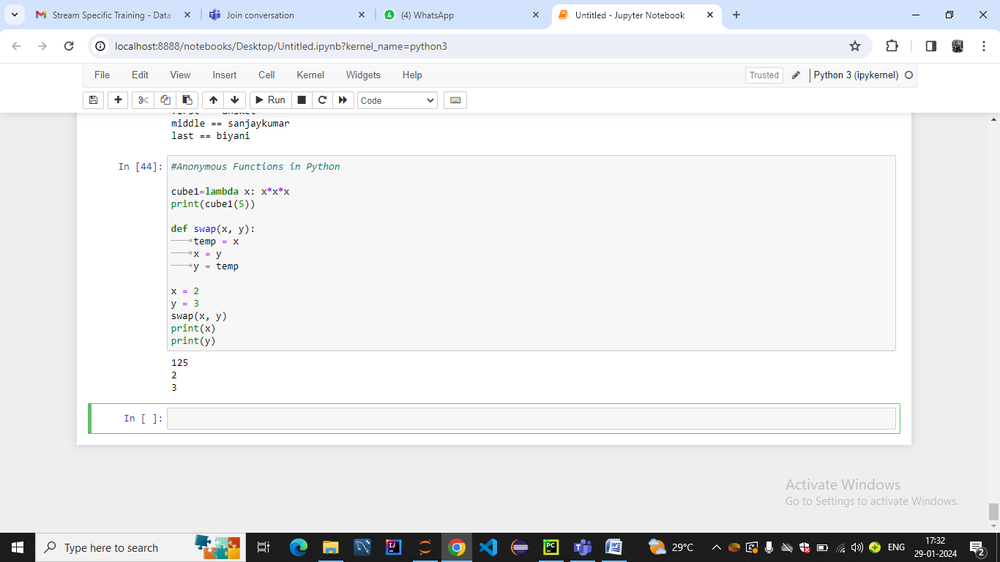 Stream Specific Training - Data
Join conversation
(4) WhatsApp
Untitled - Jupyter Notebook
localhost:8888/notebooks/Desktop/Untitled.ipynb?kernel_name=python3
File Edit View Insert Cell Kernel Widgets Help
Trusted
Python 3 (ipykernel)
Run
Code
middle == sanjaykumar
last == biyani
In [44]:
#Anonymous Functions in Python
cube1=lambda x: x*x*x
print(cube1(5))
def swap(x, y):
temp = x
x = y
y = temp
x = 2
y = 3
swap(x, y)
print(x)
print(y)
125
2
3
In [ ]:
Activate Windows
Go to Settings to activate Windows.
Type here to search
29°C
ENG
17:32
29-01-2024
2